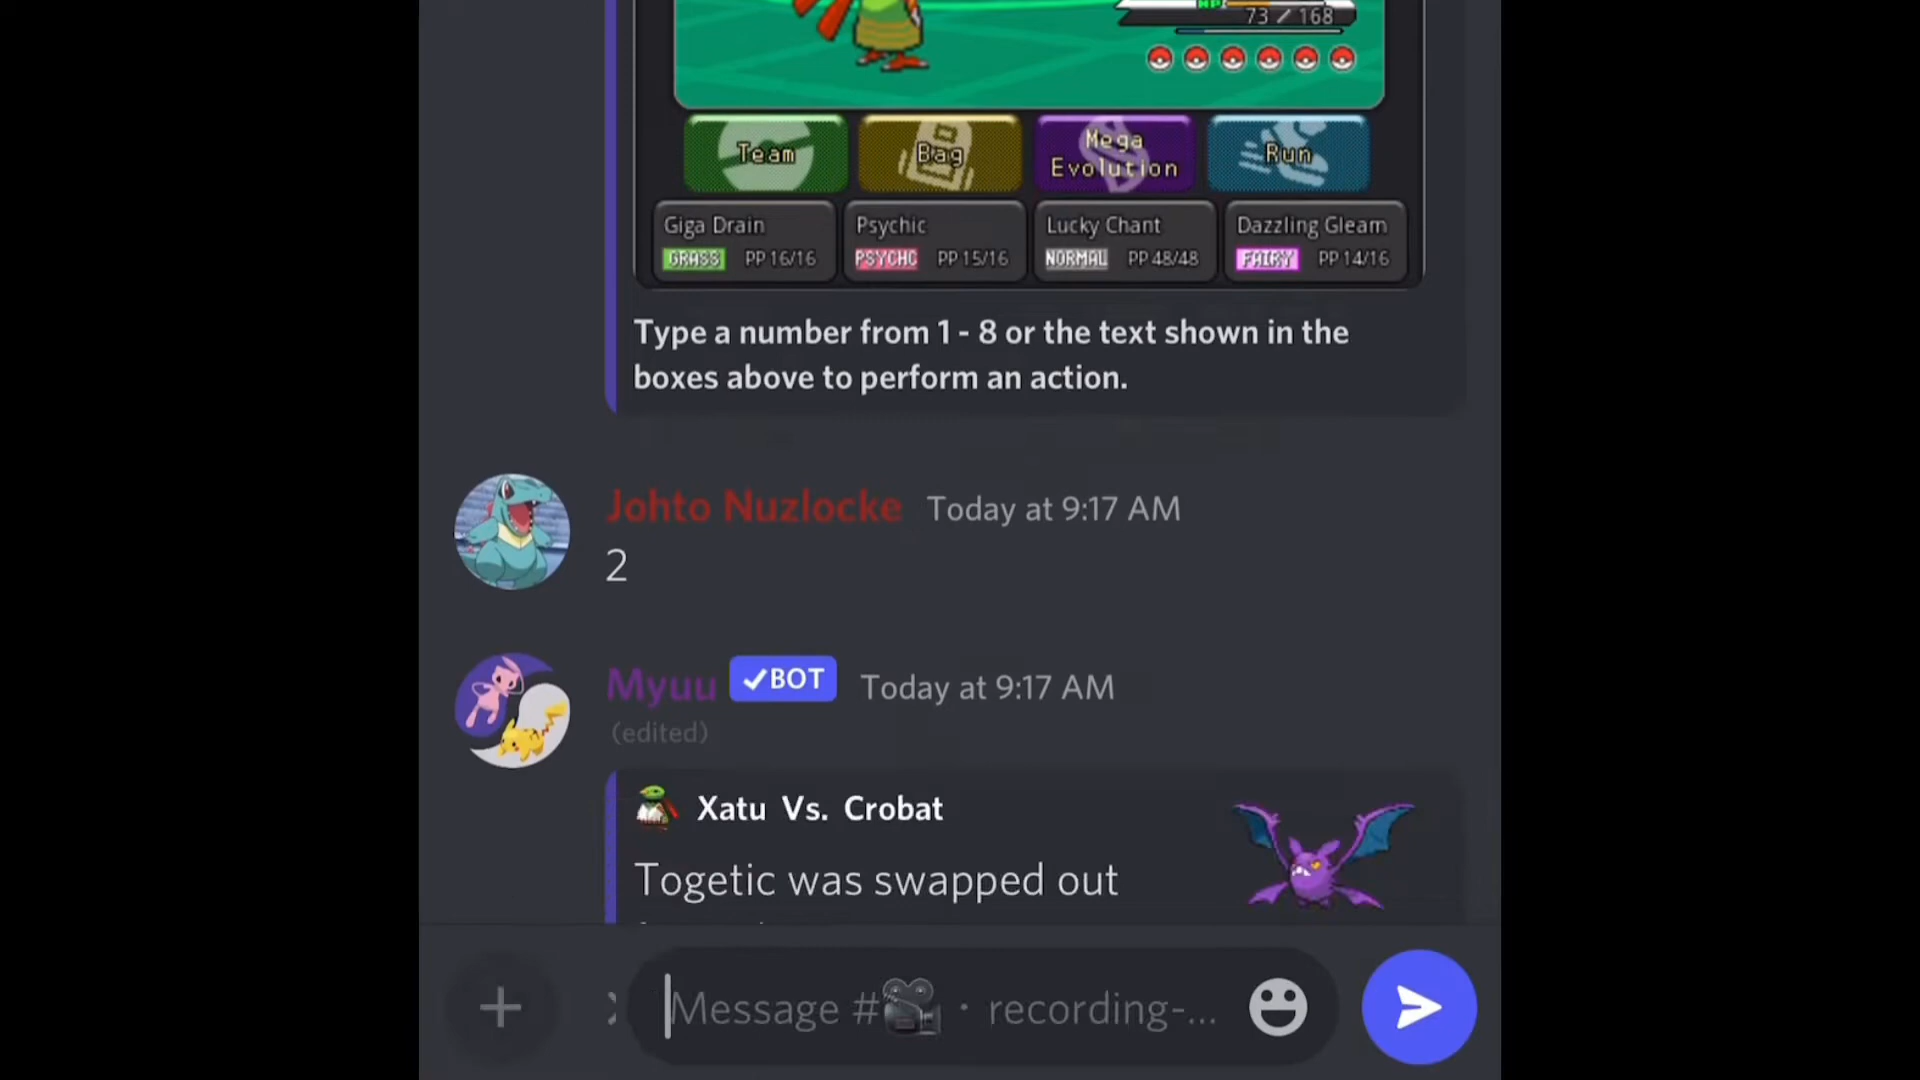 HP
73 / 168
Team
Bag
Mega
Evolution
Run
Giga Drain
GRASS PP 16/16
Psychic
PSYCHC PP 15/16
Lucky Chant
NORMAL PP 48/48
Dazzling Gleam
FAIRY PP 14/16
Type a number from 1 - 8 or the text shown in the
boxes above to perform an action.
Johto Nuzlocke Today at 9:17 AM
2
Myuu ✓BOT Today at 9:17 AM
(edited)
Xatu Vs. Crobat
Togetic was swapped out
Message #🎥 · recording-...